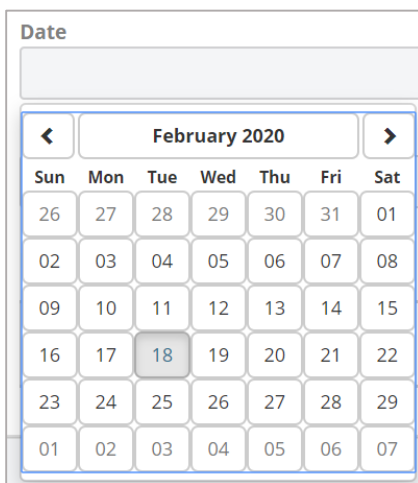 Date
February 2020
Sun Mon Tue Wed Thu Fri Sat
26 27 28 29 30 31 01
02 03 04 05 06 07 08
09 10 11 12 13 14 15
16 17 18 19 20 21 22
23 24 25 26 27 28 29
01 02 03 04 05 06 07